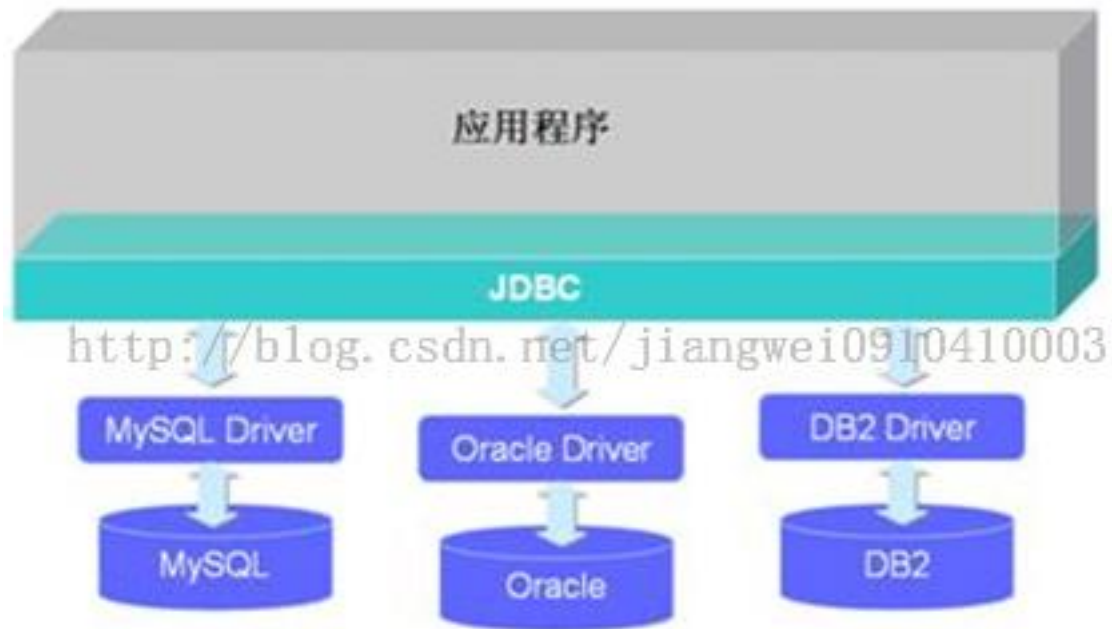 应用程序
JDBC
http://blog.csdn.net/jiangwei0910410003
MySQL Driver
Oracle Driver
DB2 Driver
MySQL
Oracle
DB2